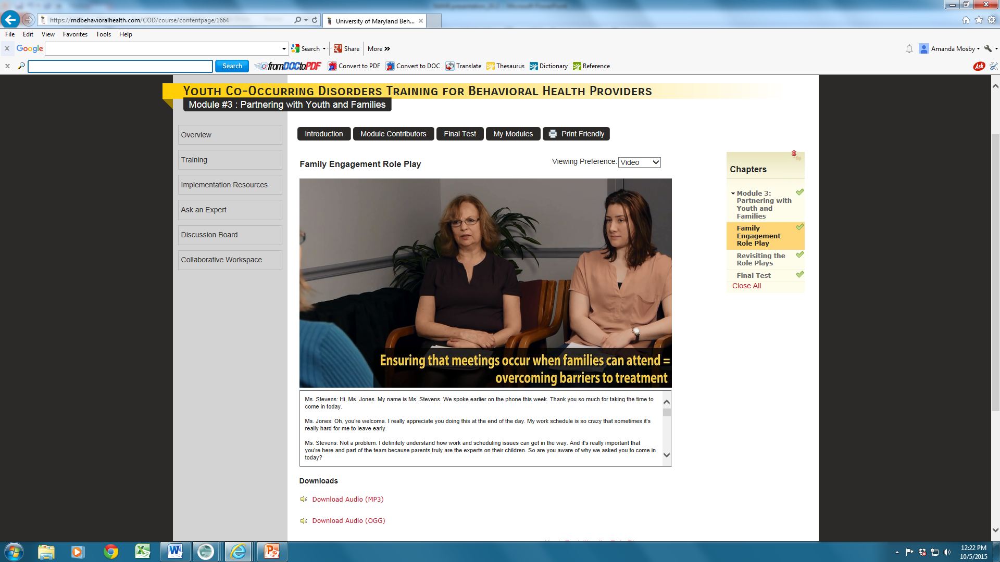 https://mdbehavioralhealth.com/COD/course/contentpage/1664
University of Maryland Beh...
File Edit View Favorites Tools Help
Google Search Share More »
Amanda Mosby
Search fromDOCtoPDF Convert to PDF Convert to DOC Translate Thesaurus Dictionary Reference
Ask
Youth Co-Occurring Disorders Training for Behavioral Health Providers
Module #3 : Partnering with Youth and Families
Overview
Training
Implementation Resources
Ask an Expert
Discussion Board
Collaborative Workspace
Introduction Module Contributors Final Test My Modules Print Friendly
Family Engagement Role Play
Viewing Preference: Video
Ensuring that meetings occur when families can attend =
overcoming barriers to treatment
Ms. Stevens: Hi, Ms. Jones. My name is Ms. Stevens. We spoke earlier on the phone this week. Thank you so much for taking the time to
come in today.
Ms. Jones: Oh, you're welcome. I really appreciate you doing this at the end of the day. My work schedule is so crazy that sometimes it's
really hard for me to leave early.
Ms. Stevens: Not a problem. I definitely understand how work and scheduling issues can get in the way. And it's really important that
you're here and part of the team because parents truly are the experts on their children. So are you aware of why we asked you to come in
today?
Downloads
Download Audio (MP3)
Download Audio (OGG)
Chapters
Module 3:
Partnering with
Youth and
Families
Family
Engagement
Role Play
Revisiting the
Role Plays
Final Test
Close All
12:22 PM
10/5/2015